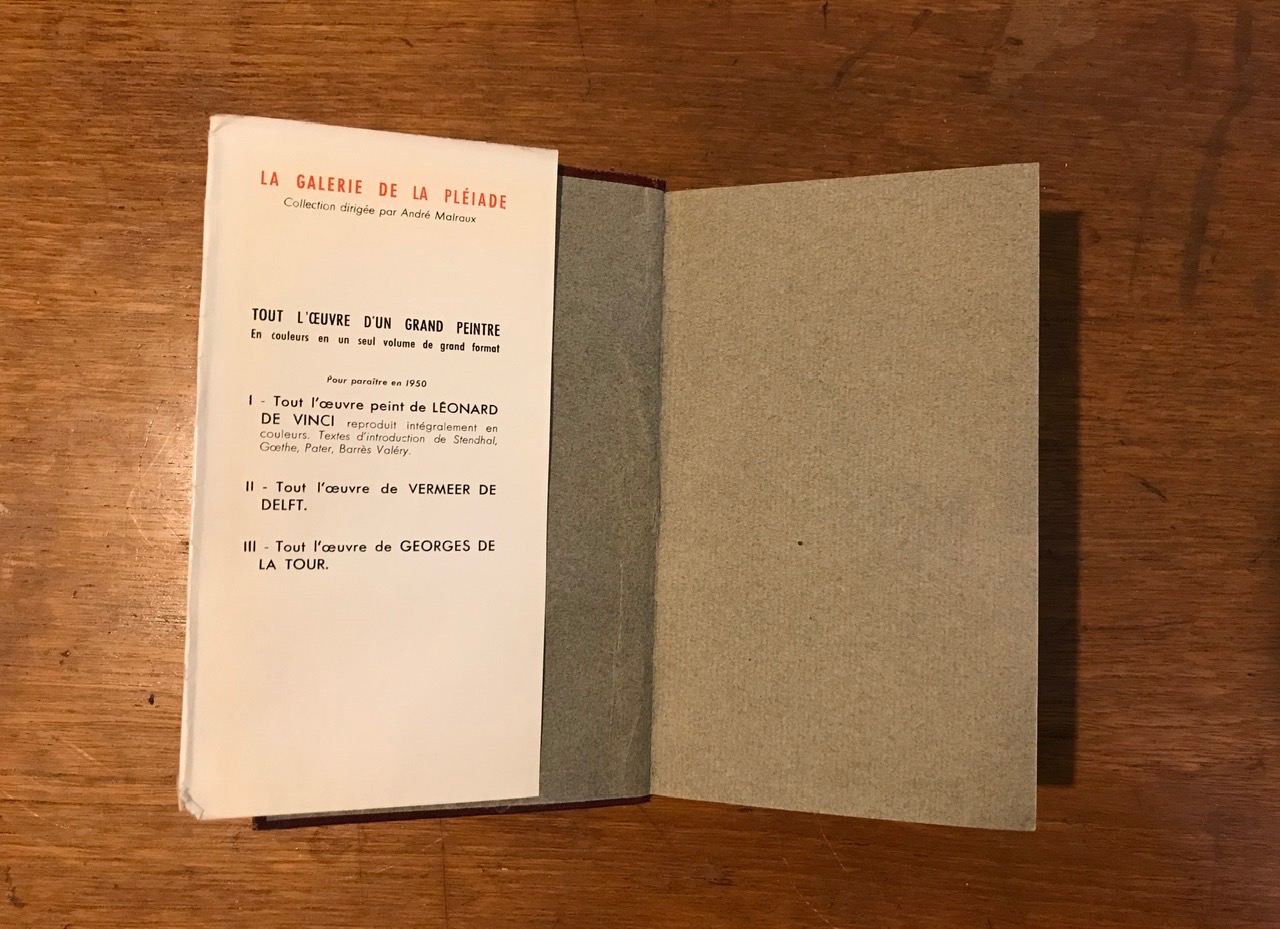 LA GALERIE DE LA PLÉIADE
Collection dirigée par André Malraux
TOUT L'ŒUVRE D'UN GRAND PEINTRE
En couleurs en un seul volume de grand format
Pour paraître en 1950
I - Tout l'œuvre peint de LÉONARD
DE VINCI reproduit intégralement en
couleurs. Textes d'introduction de Stendhal,
Gœthe, Pater, Barrès Valéry.
II - Tout l'œuvre de VERMEER DE
DELFT.
III - Tout l'œuvre de GEORGES DE
LA TOUR.